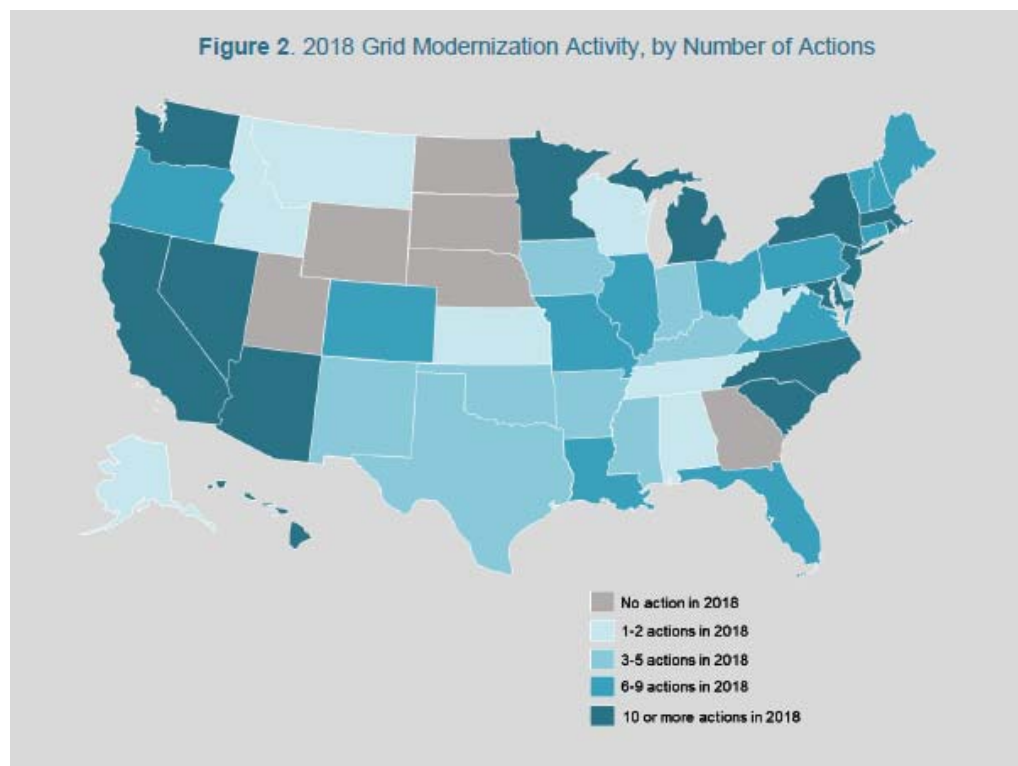 Figure 2. 2018 Grid Modernization Activity, by Number of Actions
No action in 2018
1-2 actions in 2018
3-5 actions in 2018
6-9 actions in 2018
10 or more actions in 2018